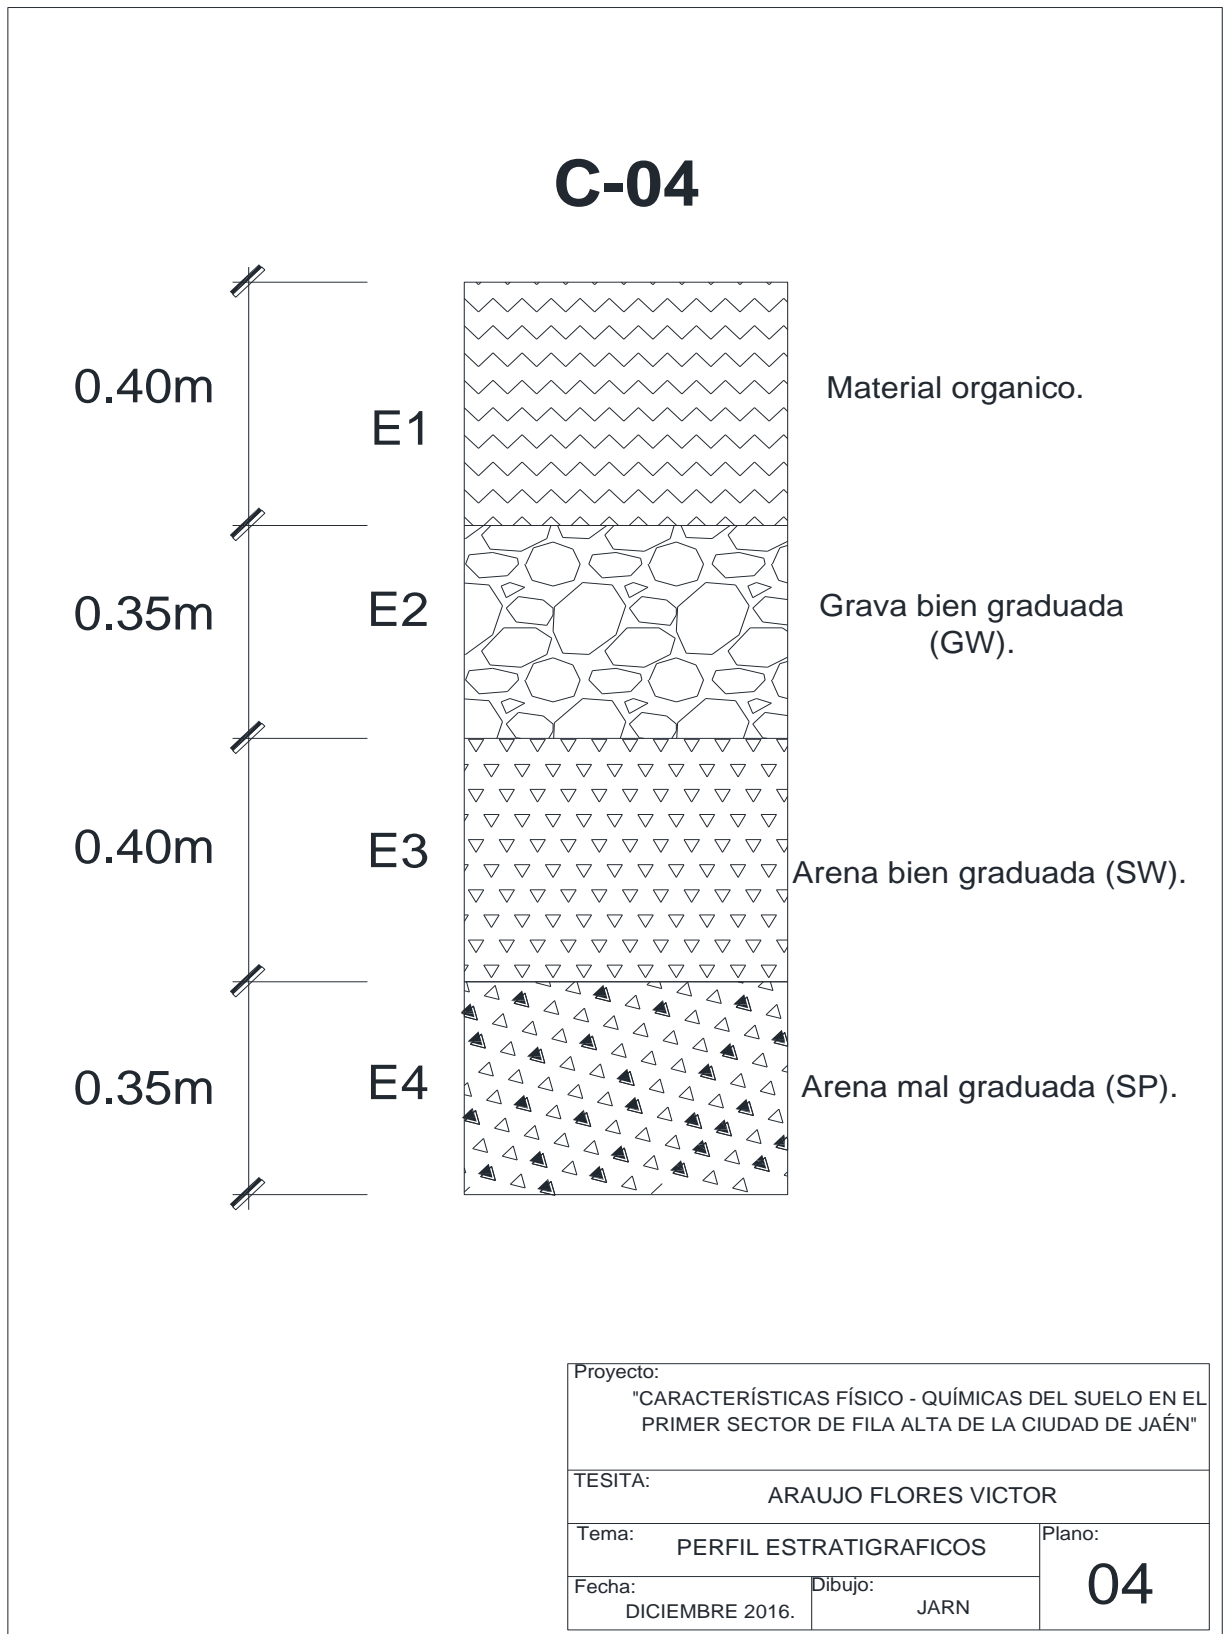 C-04
0.40m
E1
Material organico.
0.35m
E2
Grava bien graduada
(GW).
0.40m
E3
Arena bien graduada (SW).
0.35m
E4
Arena mal graduada (SP).
Proyecto:
"CARACTERÍSTICAS FÍSICO - QUÍMICAS DEL SUELO EN EL
PRIMER SECTOR DE FILA ALTA DE LA CIUDAD DE JAÉN"
TESITA:
ARAUJO FLORES VICTOR
Tema:
PERFIL ESTRATIGRAFICOS
Plano:
04
Fecha:
DICIEMBRE 2016.
Dibujo:
JARN